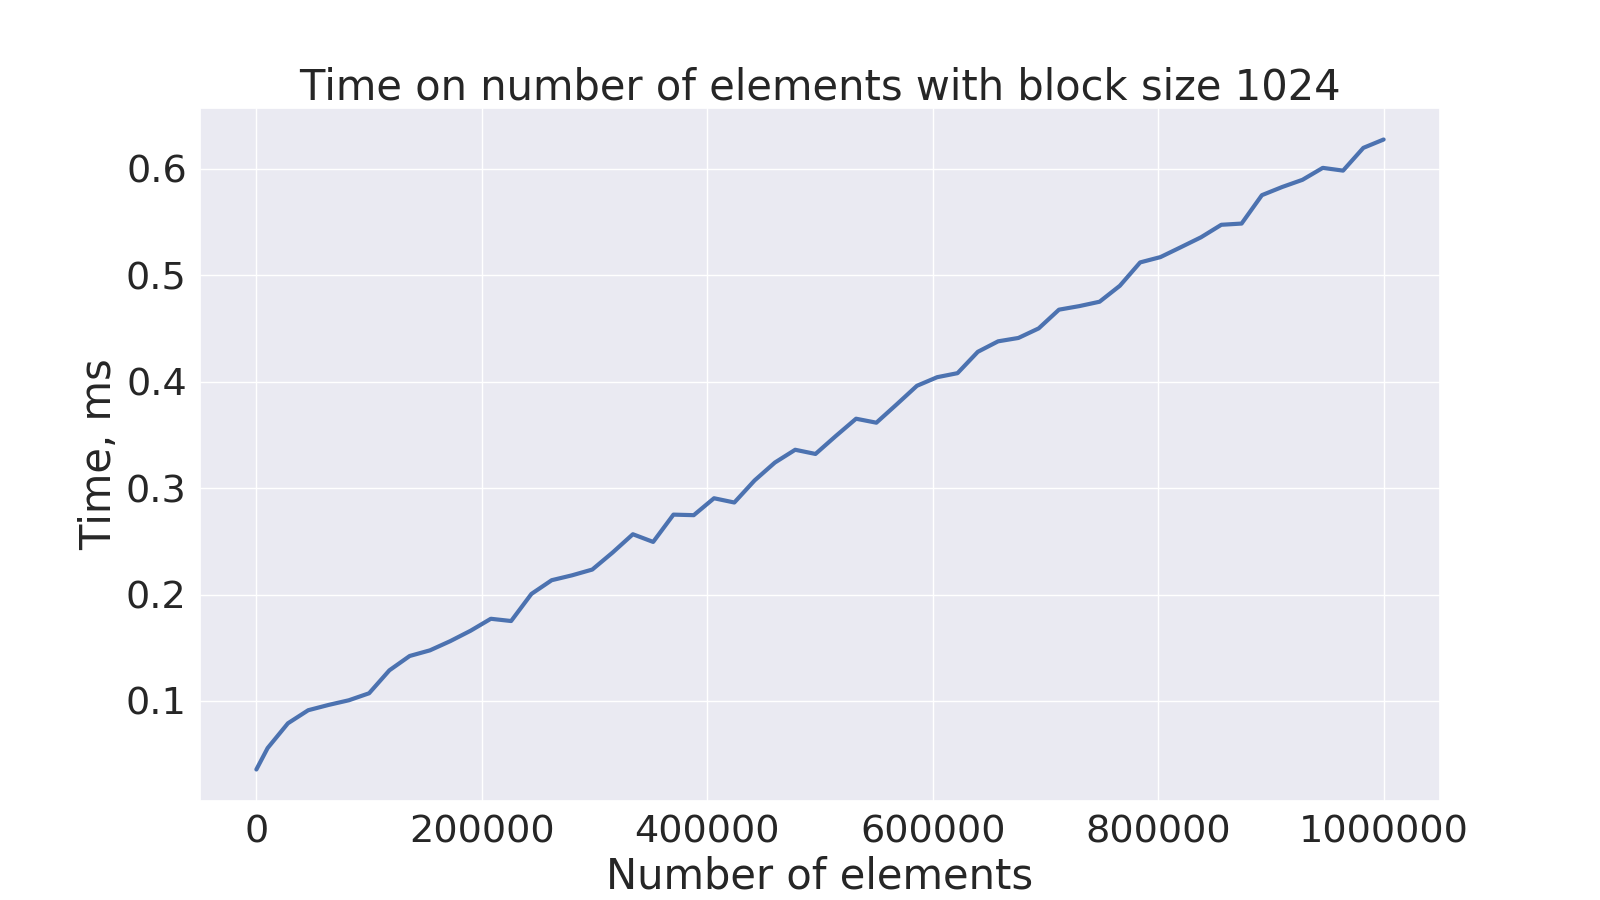 Time on number of elements with block size 1024
Time, ms
0.6
0.5
0.4
0.3
0.2
0.1
0 200000 400000 600000 800000 1000000
Number of elements